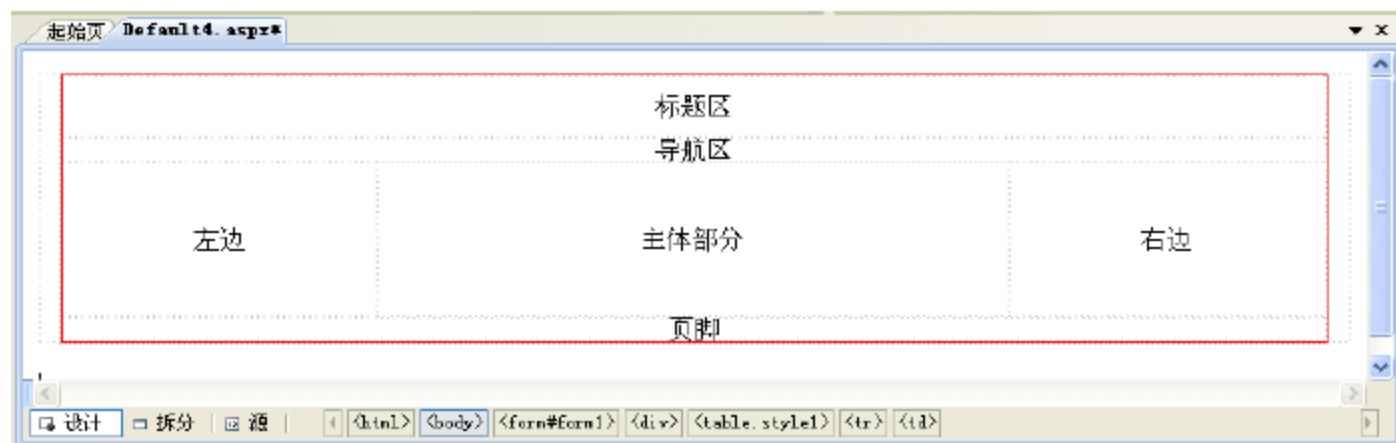 起始页 Default4.aspx*
标题区
导航区
左边 主体部分 右边
页脚
设计 拆分 源 <html> <body> <form#form1> <div> <table.style1> <tr> <td>